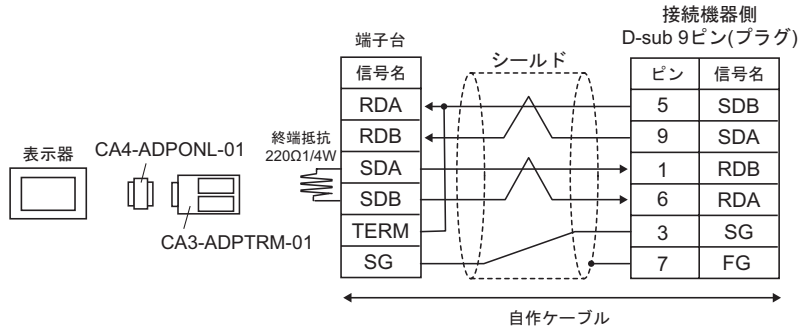 接続機器側
端子台
D-sub 9ピン(プラグ)
信号名
シールド
ピン 信号名
RDA
5 SDB
RDB
9 SDA
表示器
CA4-ADPONL-01
終端抵抗
220Ω1/4W
SDA
1 RDB
SDB
6 RDA
CA3-ADPTRM-01
TERM
3 SG
SG
7 FG
自作ケーブル